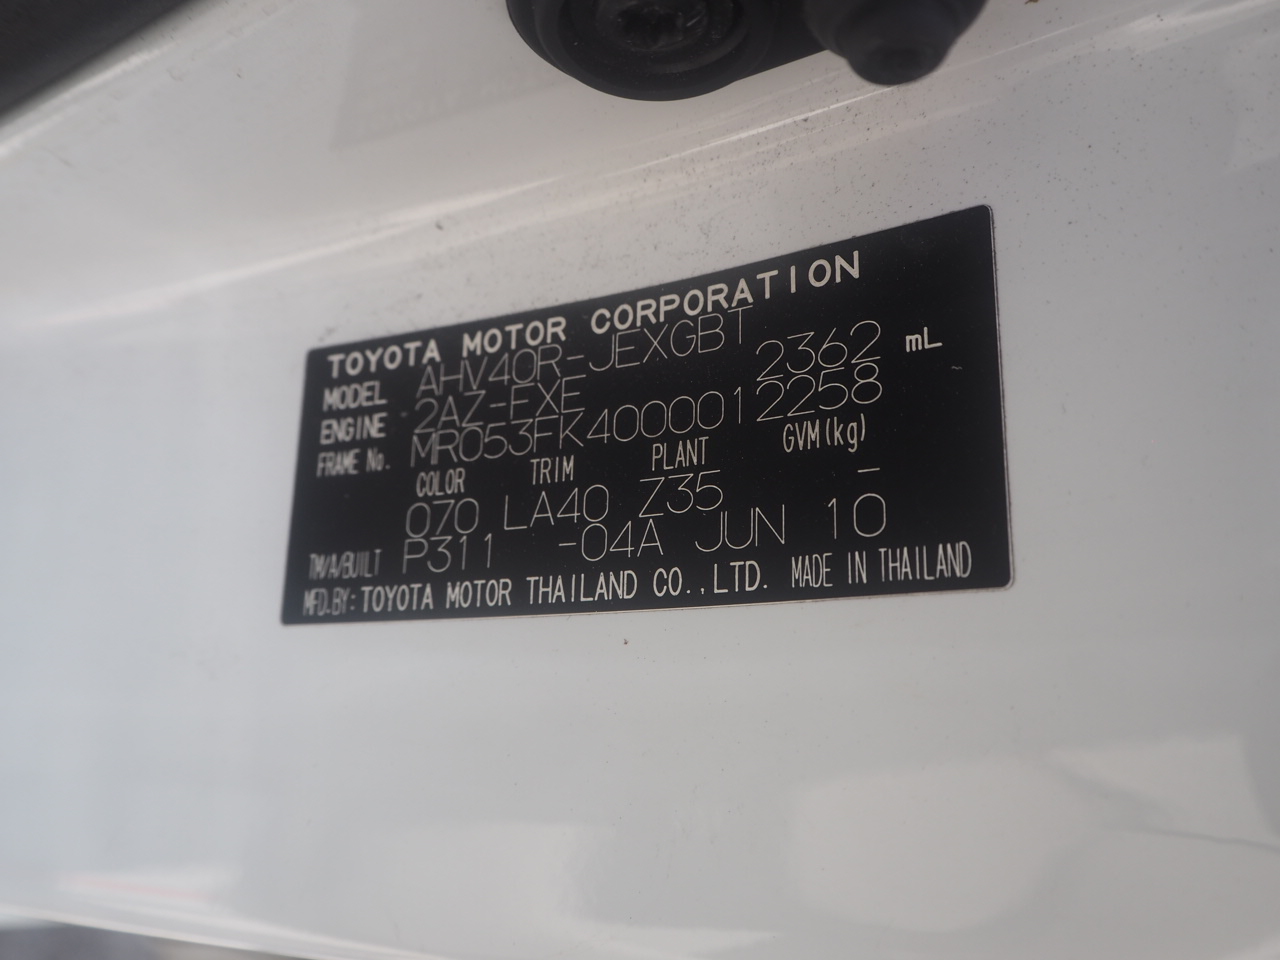 TOYOTA MOTOR CORPORATION
MODEL AHV40R-JEXGBT
ENGINE 2AZ-FXE 2362 mL
FRAME No. MR053FK4000012258
COLOR TRIM PLANT GVM(kg)
070 LA40 Z35 –
TM/A/BUILT P311 -04A JUN 10
MFD.BY: TOYOTA MOTOR THAILAND CO.,LTD. MADE IN THAILAND